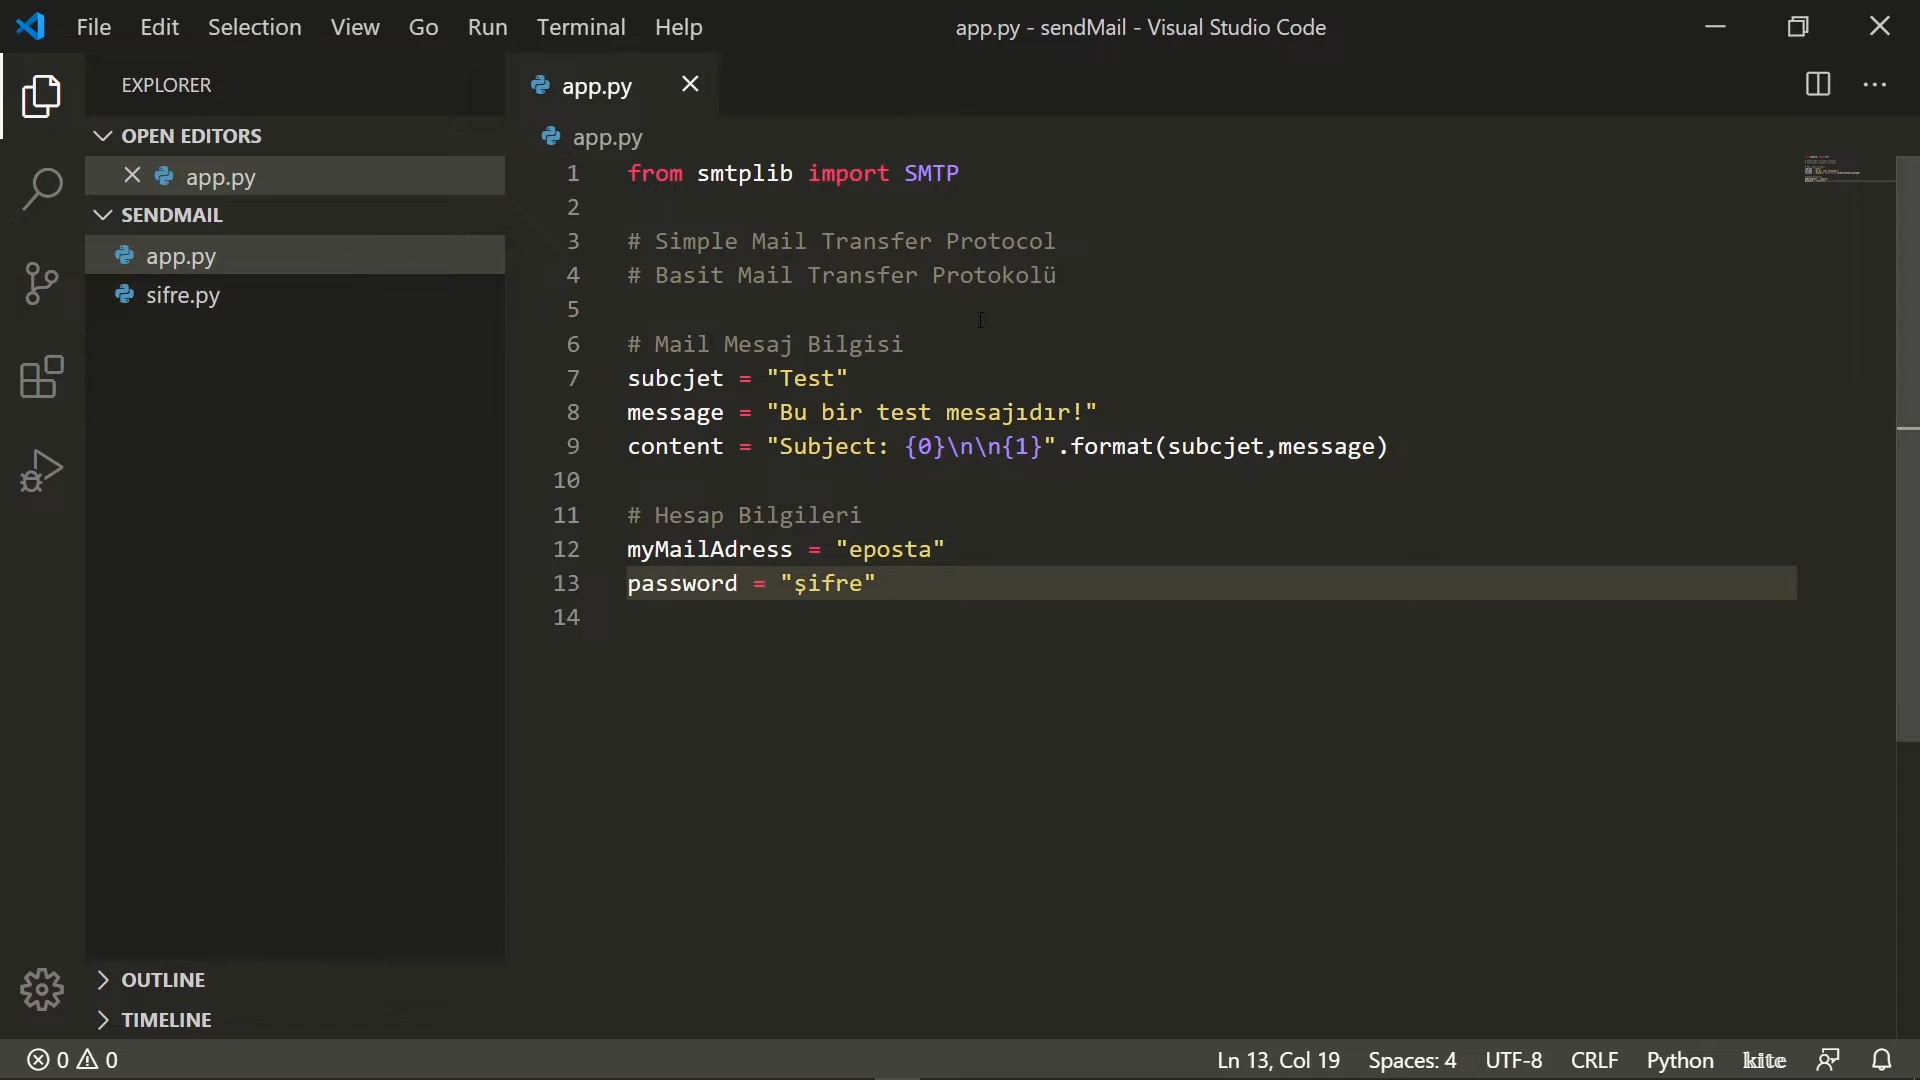 File Edit Selection View Go Run Terminal Help
app.py - sendMail - Visual Studio Code
EXPLORER
OPEN EDITORS
app.py
SENDMAIL
app.py
sifre.py
OUTLINE
TIMELINE
app.py
app.py
1 from smtplib import SMTP
2
3 # Simple Mail Transfer Protocol
4 # Basit Mail Transfer Protokolü
5
6 # Mail Mesaj Bilgisi
7 subcjet = "Test"
8 message = "Bu bir test mesajıdır!"
9 content = "Subject: {0}\n\n{1}".format(subcjet,message)
10
11 # Hesap Bilgileri
12 myMailAdress = "eposta"
13 password = "şifre"
14
0 0 Ln 13, Col 19 Spaces: 4 UTF-8 CRLF Python kite